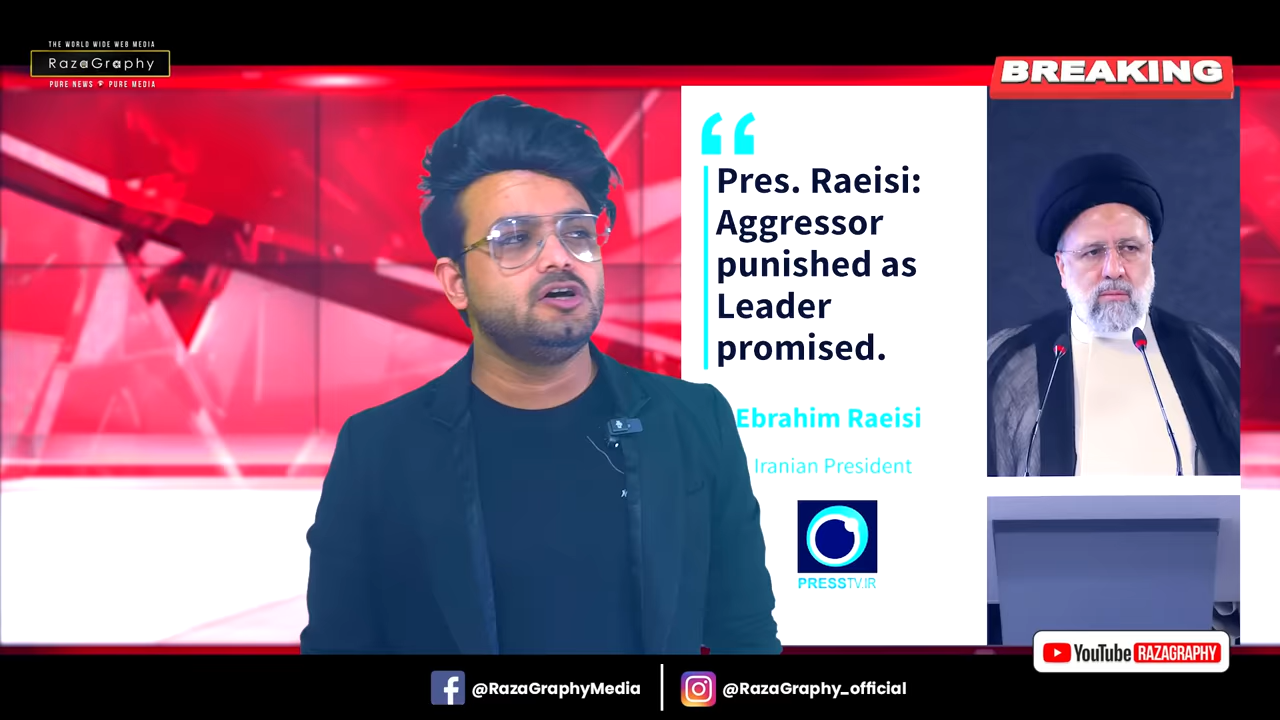 THE WORLD WIDE WEB MEDIA
RazaGraphy
PURE NEWS PURE MEDIA
BREAKING
Pres. Raeisi:
Aggressor
punished as
Leader
promised.
Ebrahim Raeisi
Iranian President
PRESSTV.IR
YouTube RAZAGRAPHY
@RazaGraphyMedia
@RazaGraphy_official